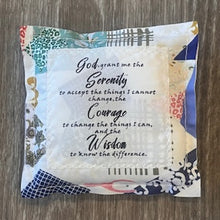 God, grant me the
Serenity
to accept the things I cannot
change, the
Courage
to change the things I can,
and the
Wisdom
to know the difference.